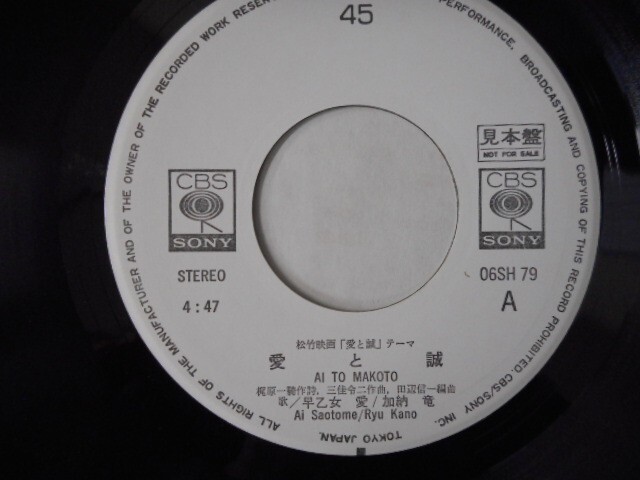 45
ALL RIGHTS OF THE MANUFACTURER AND OF THE OWNER OF THE RECORDED WORK RESER
PERFORMANCE, BROADCASTING AND COPYING OF THIS RECORD PROHIBITED. CBS/SONY INC.
TOKYO JAPAN.
見本盤
NOT FOR SALE
CBS
SONY
CBS
SONY
STEREO
06SH 79
4:47
A
松竹映画「愛と誠」テーマ
愛と誠
AI TO MAKOTO
梶原一騎作詩、三佳令二作曲、田辺信一編曲
歌/早乙女 愛/加納 竜
Ai Saotome/Ryu Kano